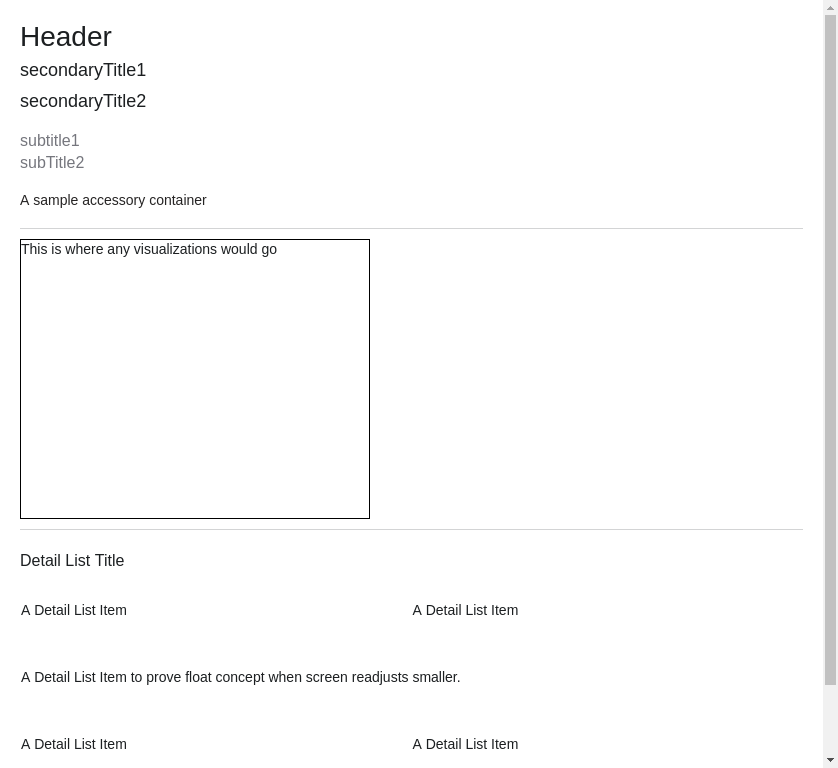 Header
secondaryTitle1
secondaryTitle2
subtitle1
subTitle2
A sample accessory container
This is where any visualizations would go
Detail List Title
A Detail List Item
A Detail List Item
A Detail List Item to prove float concept when screen readjusts smaller.
A Detail List Item
A Detail List Item